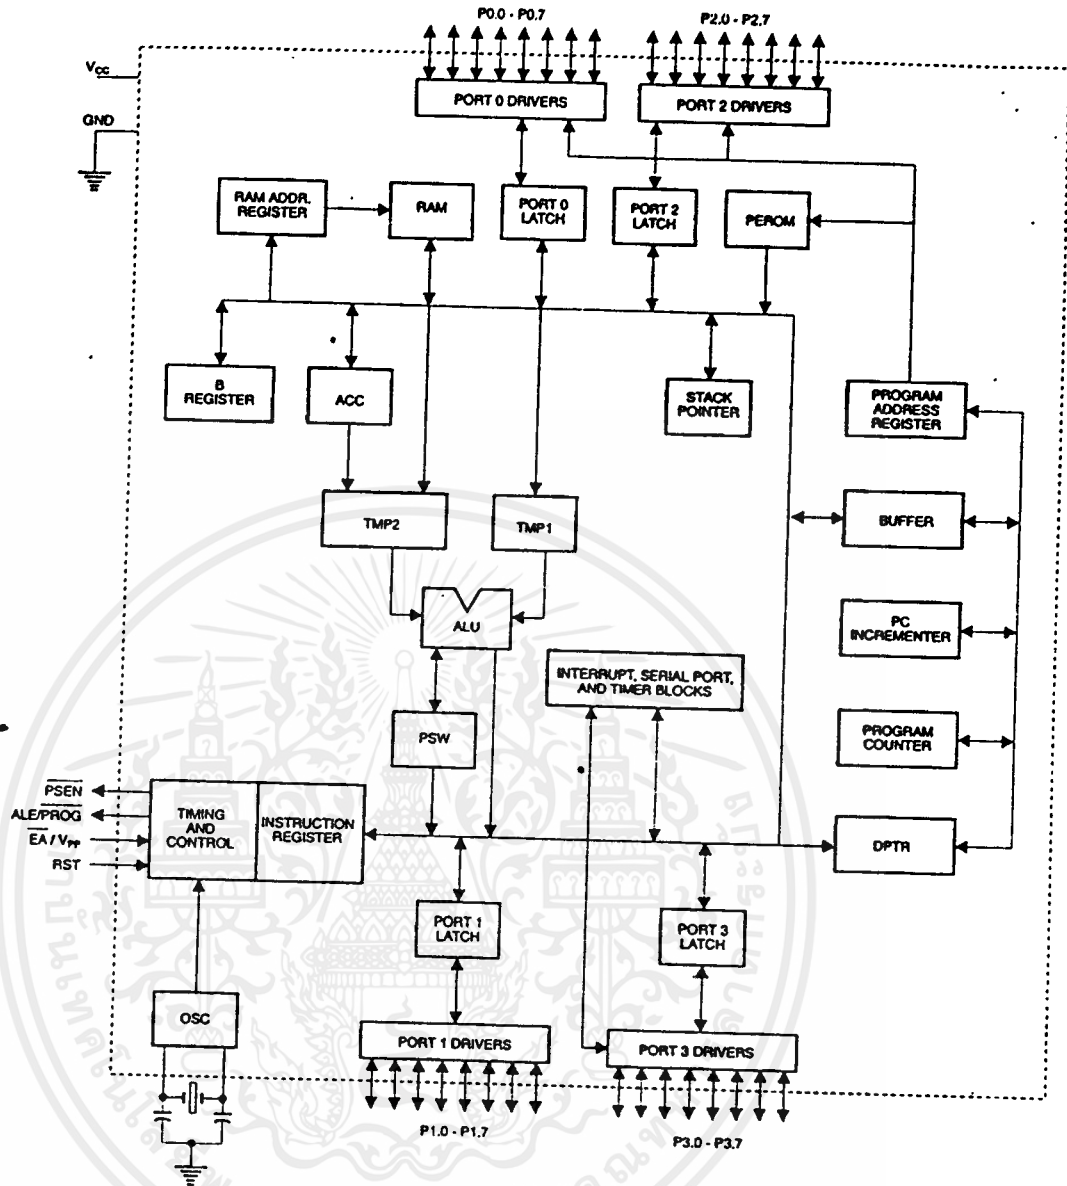 P0.0 - P0.7
P2.0 - P2.7
VCC
GND
PORT 0 DRIVERS
PORT 2 DRIVERS
RAM ADDR.
REGISTER
RAM
PORT 0
LATCH
PORT 2
LATCH
PEROM
B
REGISTER
ACC
STACK
POINTER
PROGRAM
ADDRESS
REGISTER
TMP2
TMP1
BUFFER
ALU
PC
INCREMENTER
INTERRUPT, SERIAL PORT,
AND TIMER BLOCKS
PSW
PROGRAM
COUNTER
PSEN
ALE/PROG
EA / VPP
RST
TIMING
AND
CONTROL
INSTRUCTION
REGISTER
DPTR
PORT 1
LATCH
PORT 3
LATCH
OSC
PORT 1 DRIVERS
PORT 3 DRIVERS
P1.0 - P1.7
P3.0 - P3.7